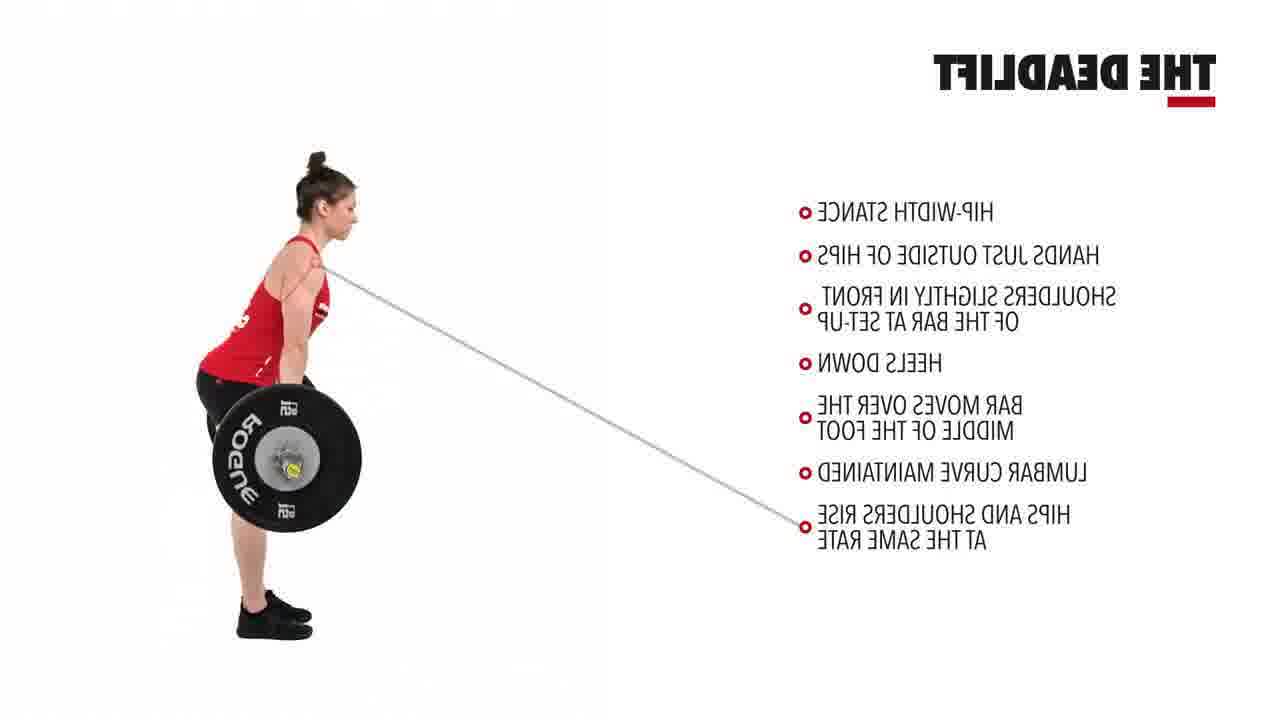 THE DEADLIFT
HIP-WIDTH STANCE
HANDS JUST OUTSIDE OF HIPS
SHOULDERS SLIGHTLY IN FRONT
OF THE BAR AT SET-UP
HEELS DOWN
BAR MOVES OVER THE
MIDDLE OF THE FOOT
LUMBAR CURVE MAINTAINED
HIPS AND SHOULDERS RISE
AT THE SAME RATE
ROGUE